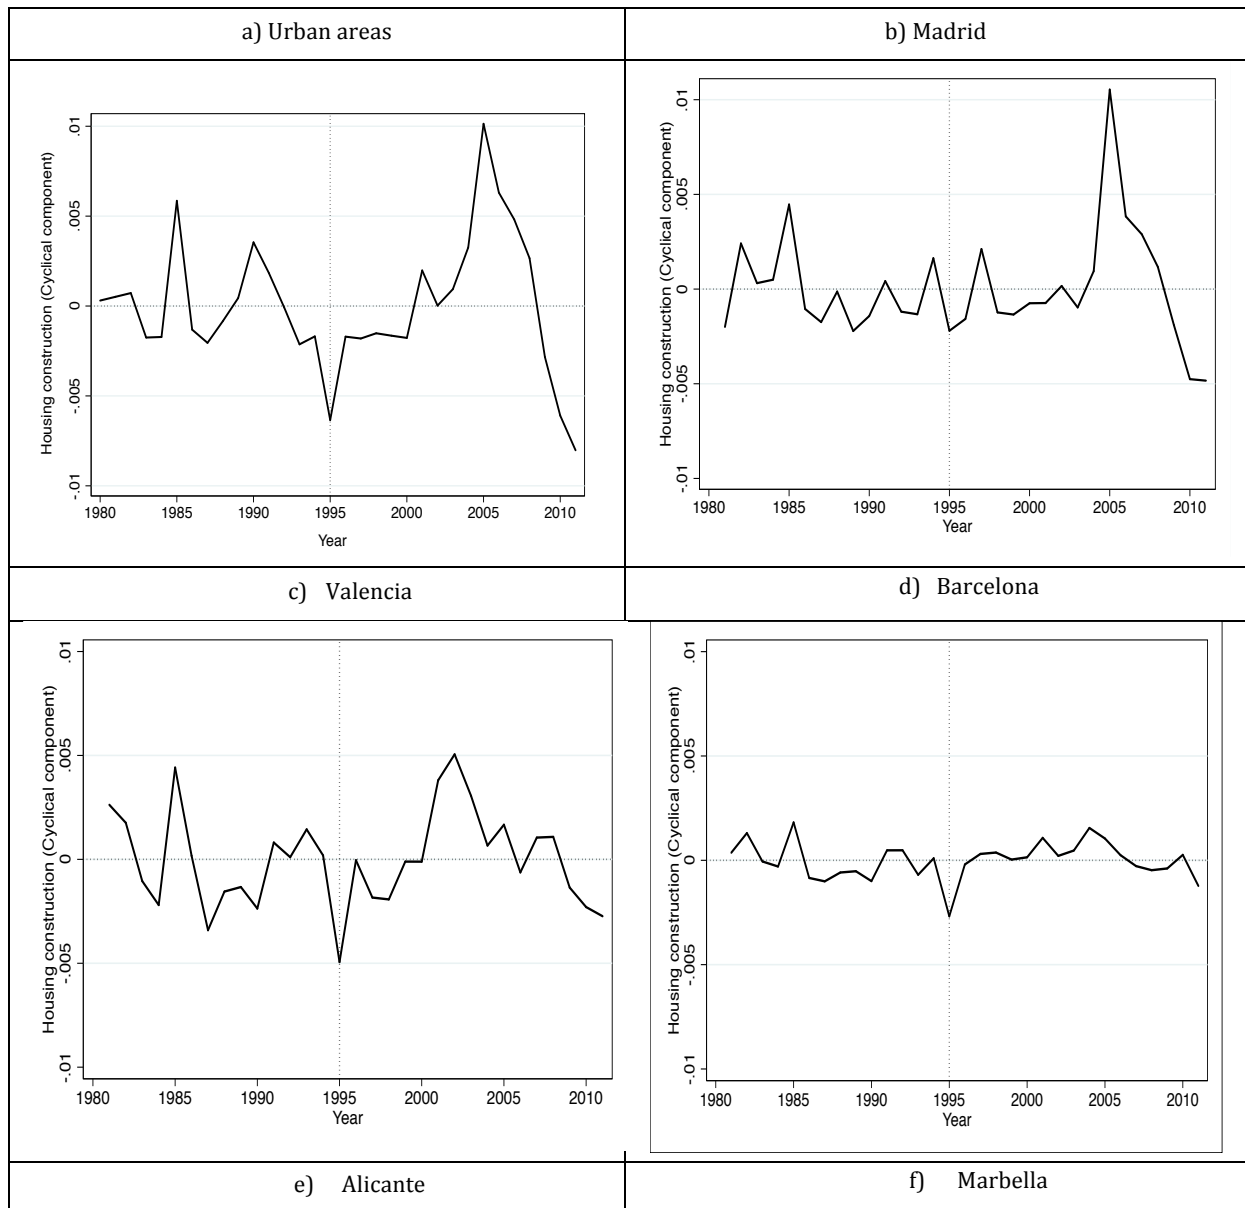 a) Urban areas
b) Madrid
Housing construction (Cyclical component)
.01
.005
0
-.005
-.01
1980 1985 1990 1995 2000 2005 2010
Year
Housing construction (Cyclical component)
.01
.005
0
-.005
-.01
1980 1985 1990 1995 2000 2005 2010
Year
c) Valencia
d) Barcelona
Housing construction (Cyclical component)
.01
.005
0
-.005
-.01
1980 1985 1990 1995 2000 2005 2010
Year
Housing construction (Cyclical component)
.01
.005
0
-.005
-.01
1980 1985 1990 1995 2000 2005 2010
Year
e) Alicante
f) Marbella